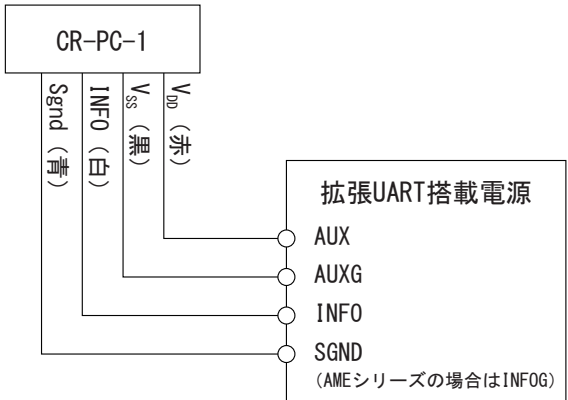 CR-PC-1
Sgnd（青）
INFO（白）
VSS（黒）
VDD（赤）
拡張UART搭載電源
AUX
AUXG
INFO
SGND
（AMEシリーズの場合はINFOG）